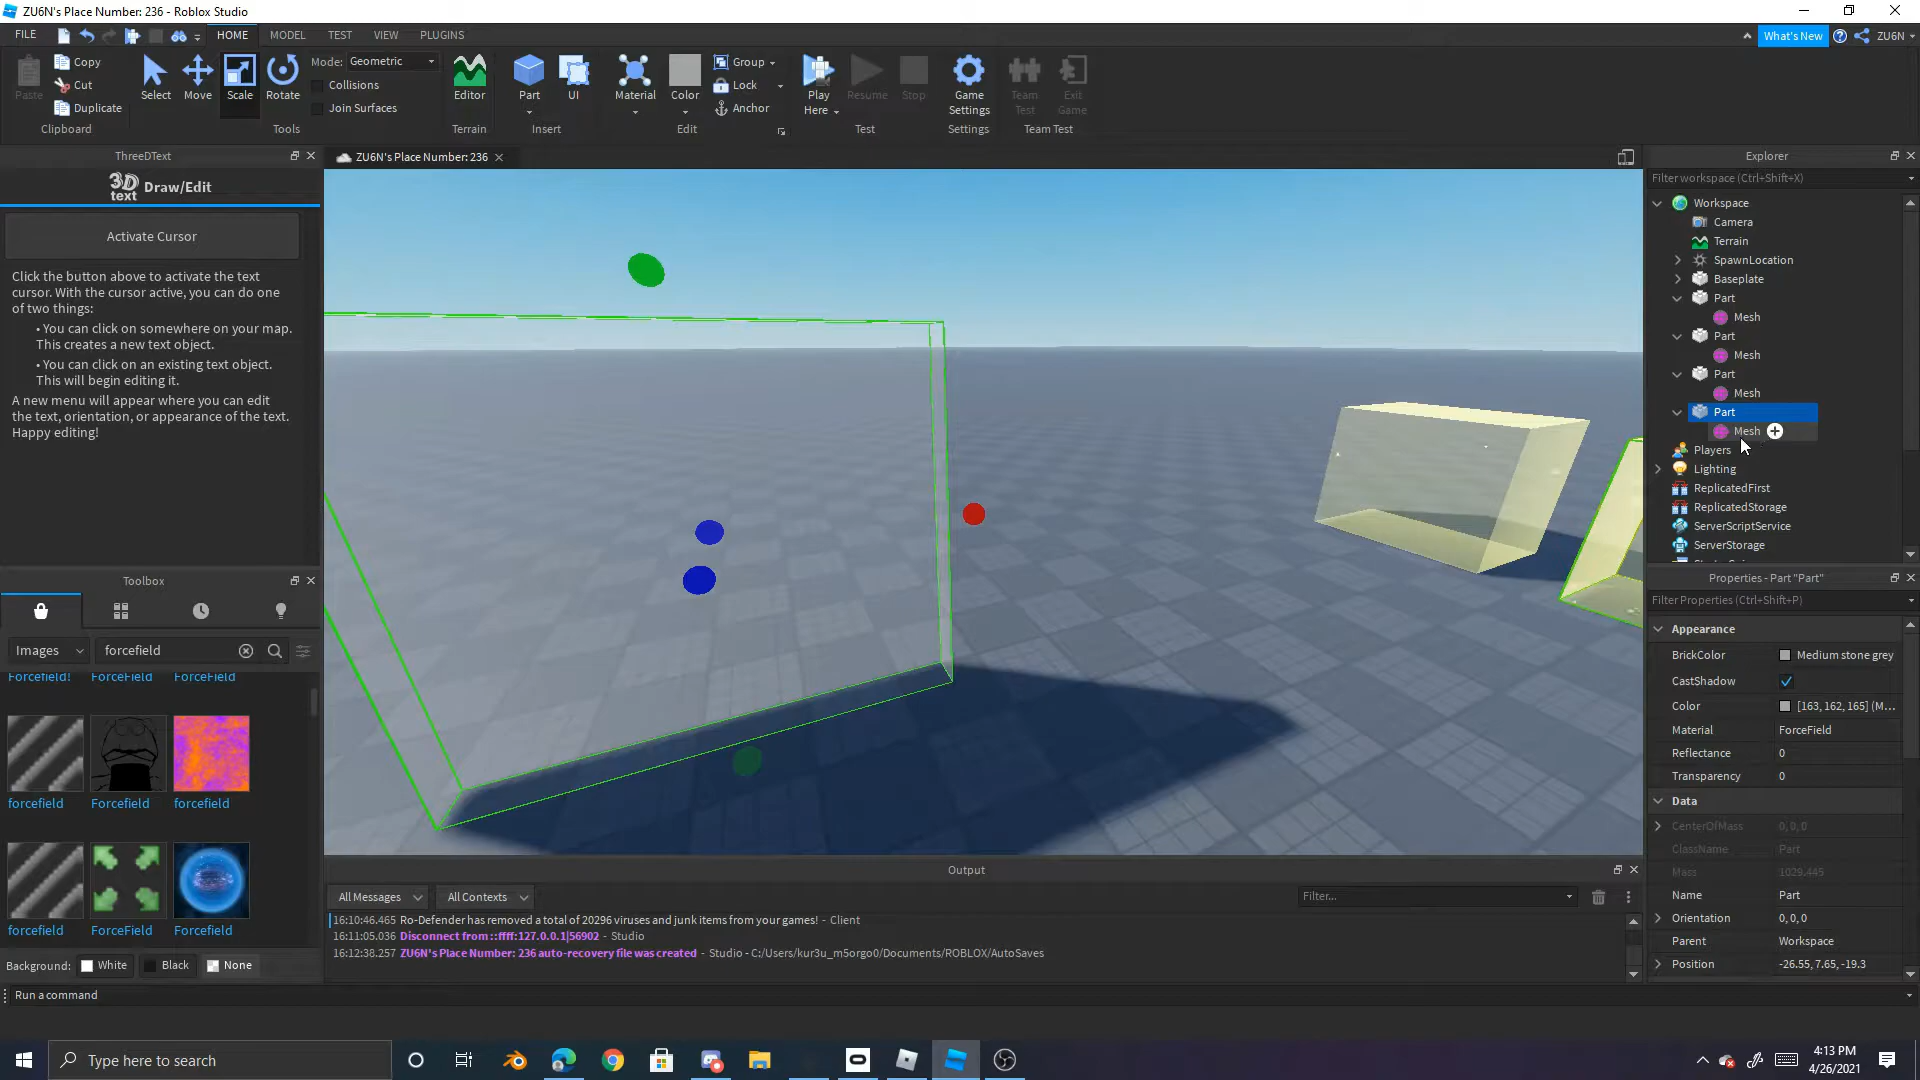 ZU6N's Place Number: 236 - Roblox Studio
FILE
HOME
MODEL
TEST
VIEW
PLUGINS
What's New
ZU6N
Paste
Copy
Cut
Duplicate
Clipboard
Select
Move
Scale
Rotate
Mode: Geometric
Collisions
Join Surfaces
Tools
Editor
Terrain
Part
UI
Insert
Material
Color
Group
Lock
Anchor
Edit
Play Here
Resume
Stop
Test
Game Settings
Settings
Team Test
Exit Game
Team Test
ThreeDText
3D text Draw/Edit
Activate Cursor
Click the button above to activate the text
cursor. With the cursor active, you can do one
of two things:
• You can click on somewhere on your map.
This creates a new text object.
• You can click on an existing text object.
This will begin editing it.
A new menu will appear where you can edit
the text, orientation, or appearance of the text.
Happy editing!
ZU6N's Place Number: 236
Explorer
Filter workspace (Ctrl+Shift+X)
Workspace
Camera
Terrain
SpawnLocation
Baseplate
Part
Mesh
Part
Mesh
Part
Mesh
Part
Mesh
Players
Lighting
ReplicatedFirst
ReplicatedStorage
ServerScriptService
ServerStorage
Toolbox
Images
forcefield
Forcefield!
ForceField
ForceField
forcefield
Forcefield
forcefield
forcefield
ForceField
Forcefield
Background:
White
Black
None
Properties - Part "Part"
Filter Properties (Ctrl+Shift+P)
Appearance
BrickColor Medium stone grey
CastShadow
Color [163, 162, 165] (M...
Material ForceField
Reflectance 0
Transparency 0
Data
CenterOfMass 0, 0, 0
ClassName Part
Mass 1029.445
Name Part
Orientation 0, 0, 0
Parent Workspace
Position -26.55, 7.65, -19.3
Output
All Messages
All Contexts
Filter...
16:10:46.465 Ro-Defender has removed a total of 20296 viruses and junk items from your games! - Client
16:11:05.036 Disconnect from ::ffff:127.0.0.1|56902 - Studio
16:12:38.257 ZU6N's Place Number: 236 auto-recovery file was created - Studio - C:/Users/kur3u_m5orgo0/Documents/ROBLOX/AutoSaves
Run a command
Type here to search
4:13 PM
4/26/2021